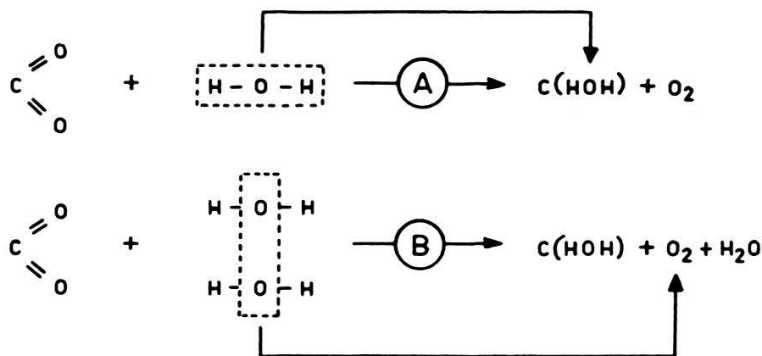 O
C + H - O - H A C(HOH) + O₂
O
O H - O - H
C + B C(HOH) + O₂ + H₂O
O H - O - H